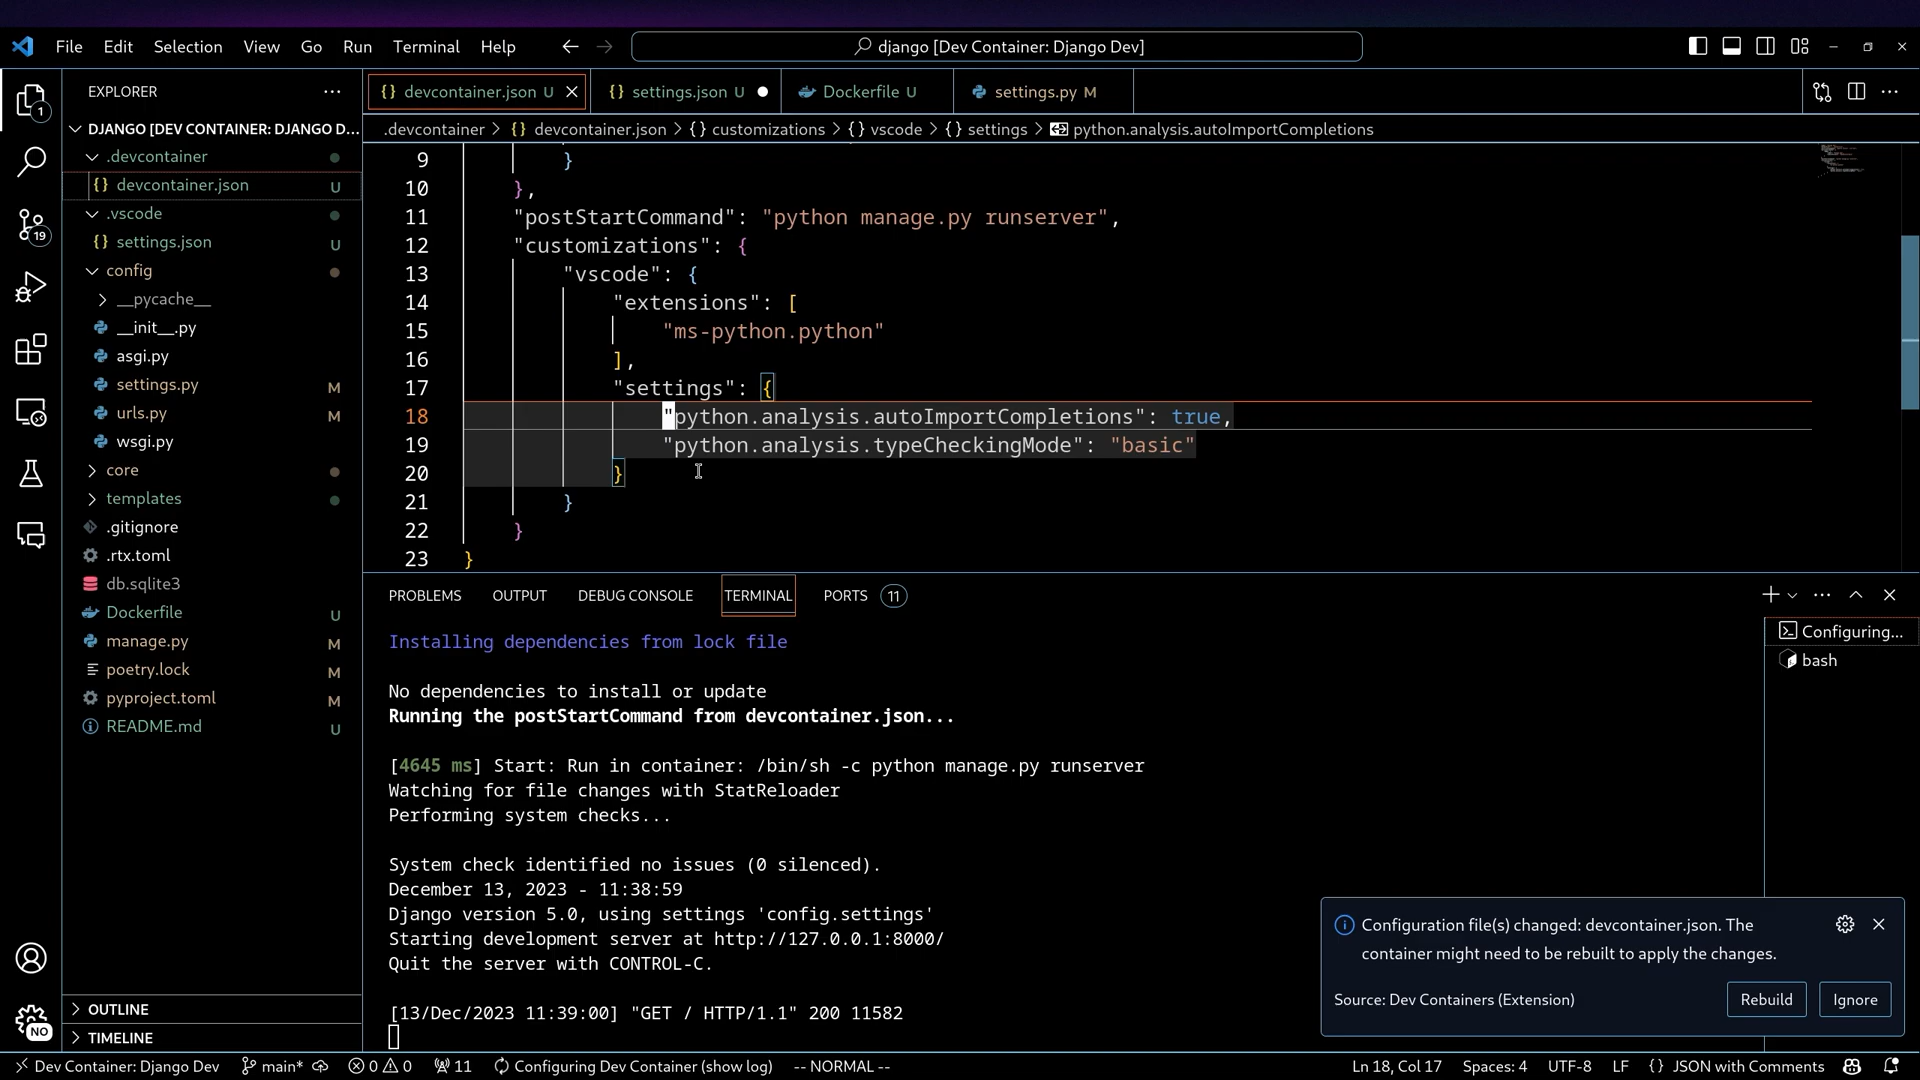 File Edit Selection View Go Run Terminal Help
django [Dev Container: Django Dev]
EXPLORER
devcontainer.json U
settings.json U
Dockerfile U
settings.py M
DJANGO [DEV CONTAINER: DJANGO D...
.devcontainer > {} devcontainer.json > {} customizations > {} vscode > {} settings > python.analysis.autoImportCompletions
.devcontainer
{} devcontainer.json U
.vscode
{} settings.json U
config
__pycache__
__init__.py
asgi.py
settings.py M
urls.py M
wsgi.py
core
templates
.gitignore
.rtx.toml
db.sqlite3
Dockerfile U
manage.py M
poetry.lock M
pyproject.toml M
README.md U
OUTLINE
TIMELINE
1
19
NO
9 }
10 },
11 "postStartCommand": "python manage.py runserver",
12 "customizations": {
13 "vscode": {
14 "extensions": [
15 "ms-python.python"
16 ],
17 "settings": {
18 "python.analysis.autoImportCompletions": true,
19 "python.analysis.typeCheckingMode": "basic"
20 }
21 }
22 }
23 }
PROBLEMS OUTPUT DEBUG CONSOLE TERMINAL PORTS 11
Installing dependencies from lock file
No dependencies to install or update
Running the postStartCommand from devcontainer.json...
[4645 ms] Start: Run in container: /bin/sh -c python manage.py runserver
Watching for file changes with StatReloader
Performing system checks...
System check identified no issues (0 silenced).
December 13, 2023 - 11:38:59
Django version 5.0, using settings 'config.settings'
Starting development server at http://127.0.0.1:8000/
Quit the server with CONTROL-C.
[13/Dec/2023 11:39:00] "GET / HTTP/1.1" 200 11582
Configuring...
bash
Configuration file(s) changed: devcontainer.json. The
container might need to be rebuilt to apply the changes.
Source: Dev Containers (Extension)
Rebuild
Ignore
Dev Container: Django Dev main* 0 0 11 Configuring Dev Container (show log) -- NORMAL -- Ln 18, Col 17 Spaces: 4 UTF-8 LF {} JSON with Comments